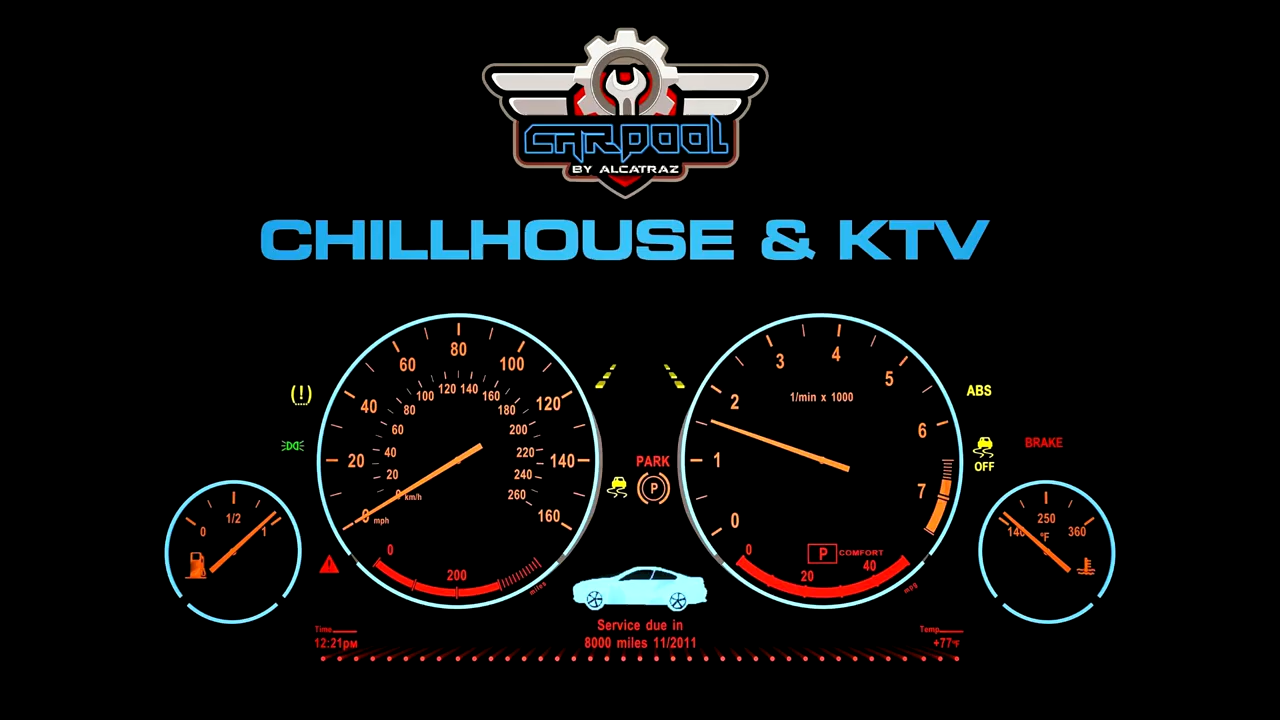 CARPOOL
BY ALCATRAZ
CHILLHOUSE & KTV
0 20 40 60 80 100 120 140 160
mph
0 20 40 60 80 100 120 140 160 180 200 220 240 260
km/h
0 200
miles
(!)
PARK
P
0 1 2 3 4 5 6 7
1/min x 1000
P COMFORT
0 20 40
mpg
ABS
OFF
BRAKE
0 1/2 1
140 250 360
°F
Service due in
8000 miles 11/2011
Time
12:21PM
Temp
+77°F